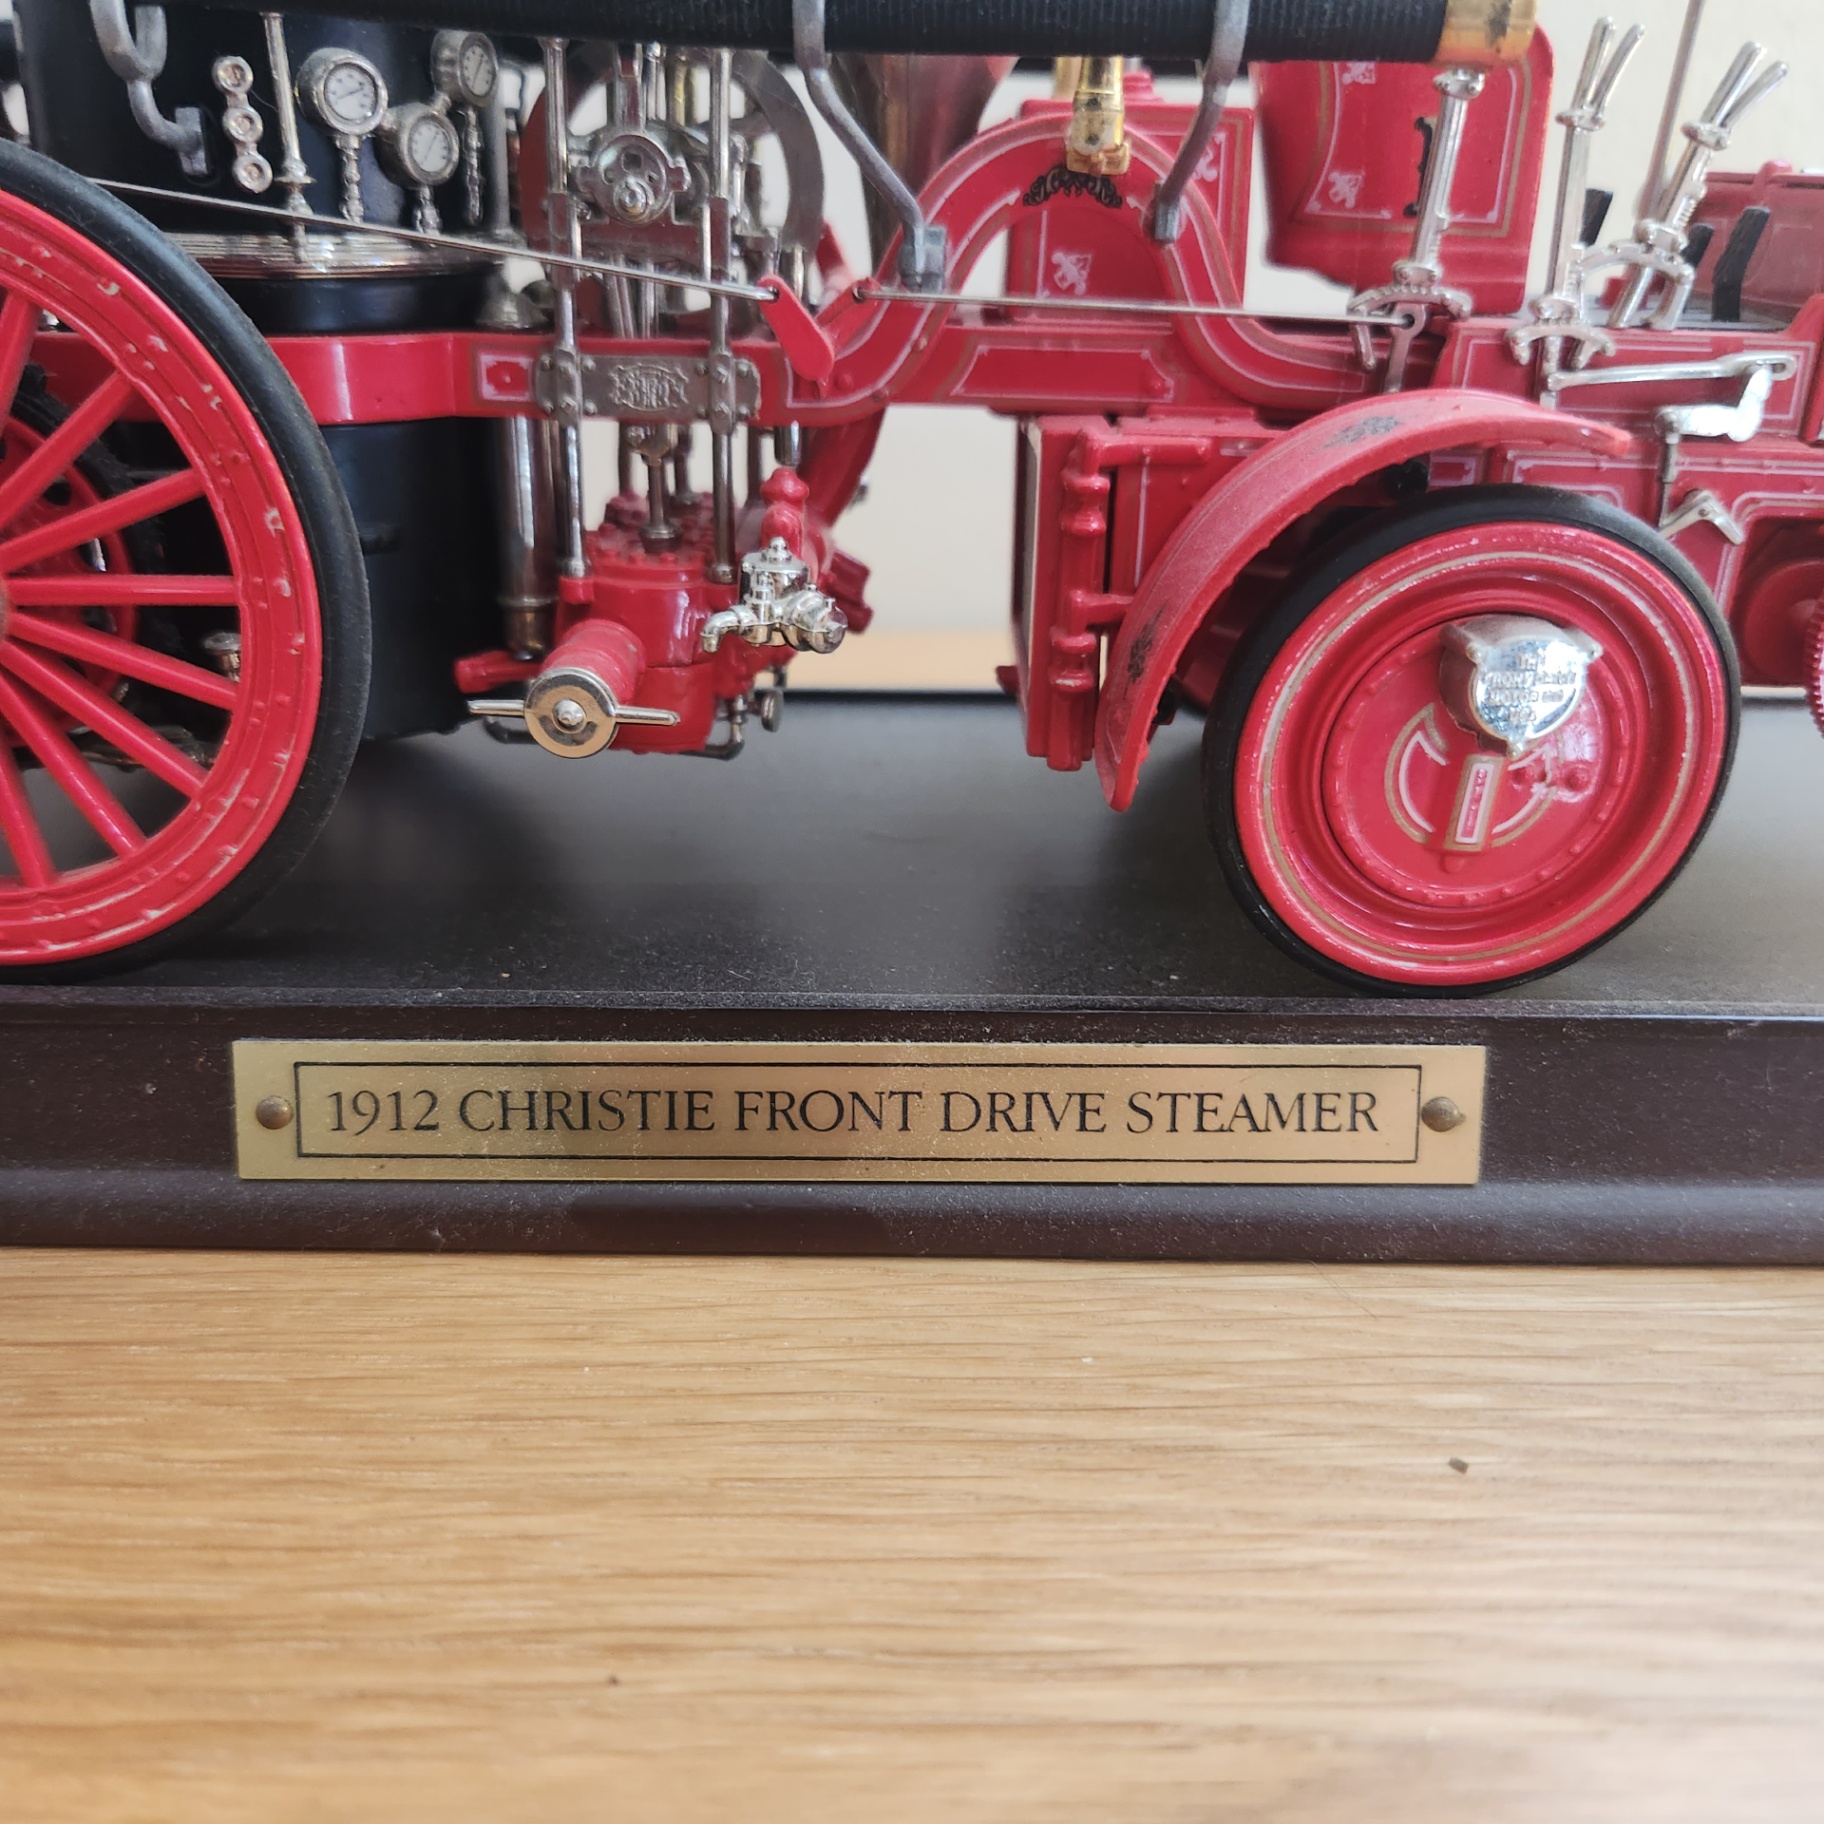 1912 CHRISTIE FRONT DRIVE STEAMER